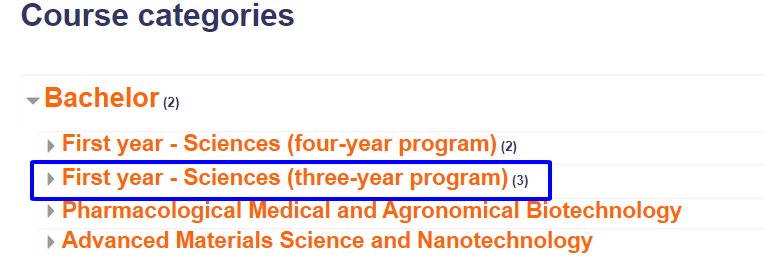 Course categories
Bachelor (2)
First year - Sciences (four-year program) (2)
First year - Sciences (three-year program) (3)
Pharmacological Medical and Agronomical Biotechnology
Advanced Materials Science and Nanotechnology